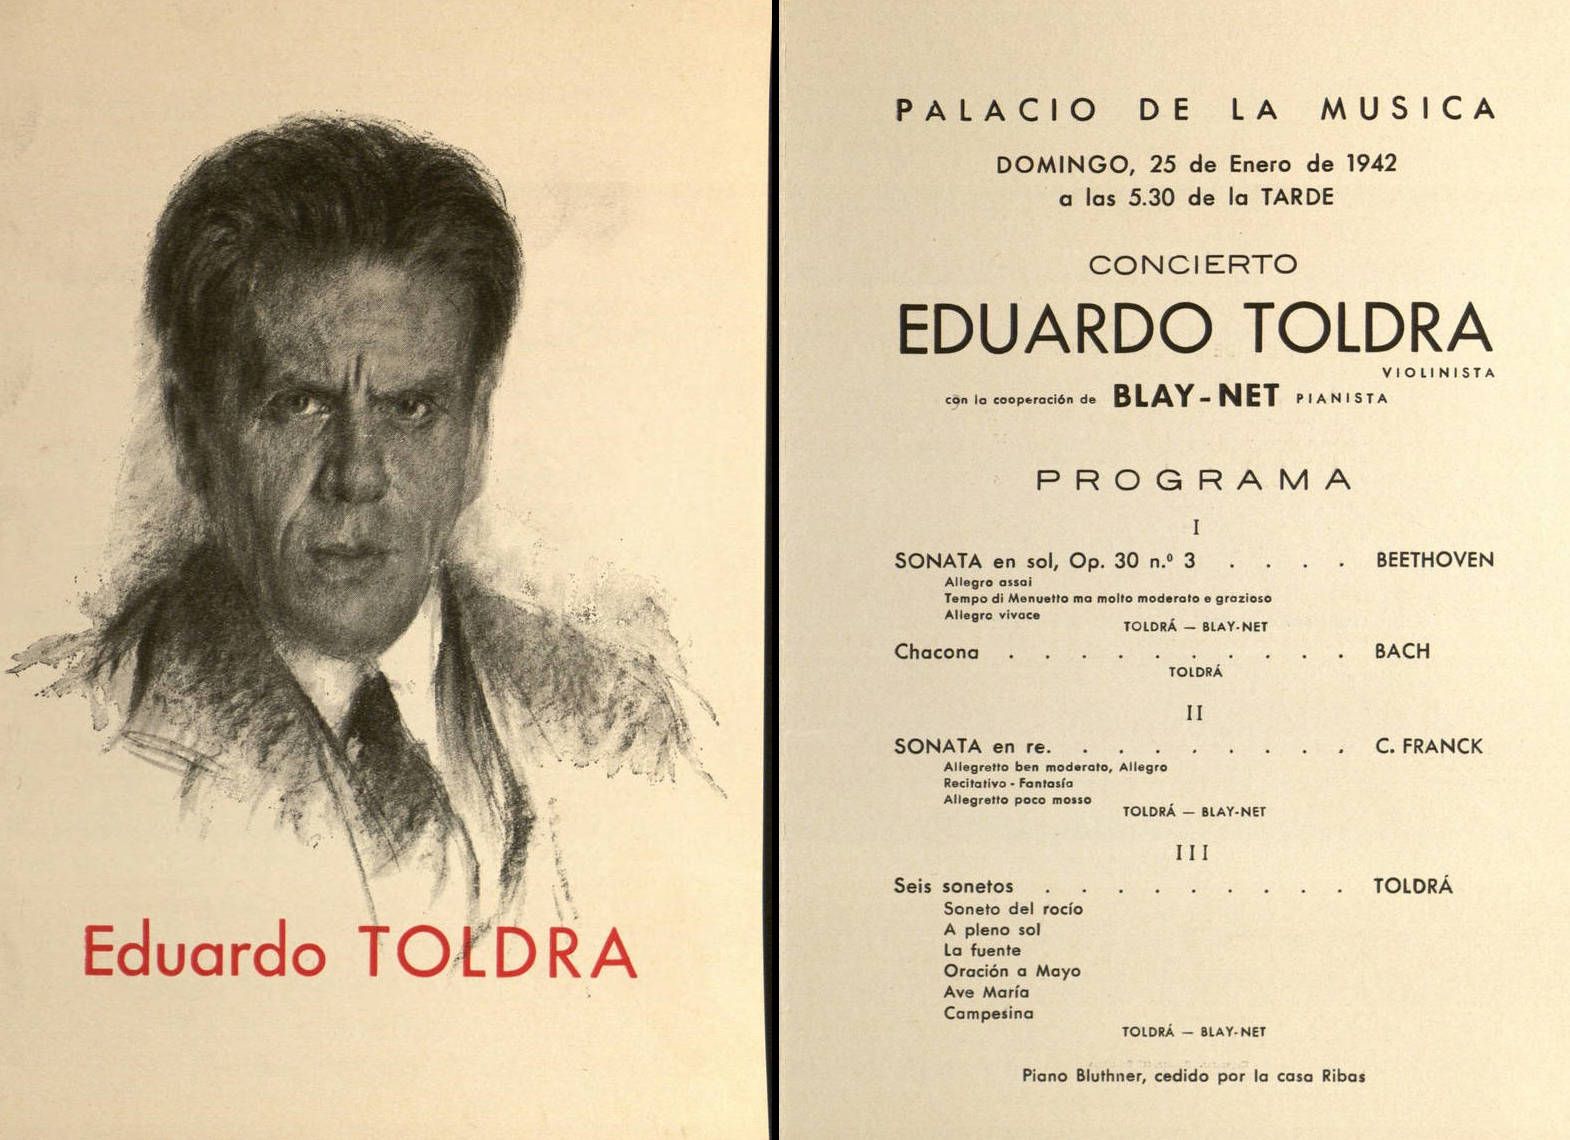 Eduardo TOLDRA
PALACIO DE LA MUSICA
DOMINGO, 25 de Enero de 1942
a las 5.30 de la TARDE
CONCIERTO
EDUARDO TOLDRA
VIOLINISTA
con la cooperación de BLAY-NET PIANISTA
PROGRAMA
I
SONATA en sol, Op. 30 n.º 3 . . . . BEETHOVEN
Allegro assai
Tempo di Menuetto ma molto moderato e grazioso
Allegro vivace
TOLDRÁ — BLAY-NET
Chacona . . . . . . . . . . BACH
TOLDRÁ
II
SONATA en re. . . . . . . . . C. FRANCK
Allegretto ben moderato, Allegro
Recitativo - Fantasía
Allegretto poco mosso
TOLDRÁ — BLAY-NET
III
Seis sonetos . . . . . . . . . TOLDRÁ
Soneto del rocío
A pleno sol
La fuente
Oración a Mayo
Ave María
Campesina
TOLDRÁ — BLAY-NET
Piano Bluthner, cedido por la casa Ribas